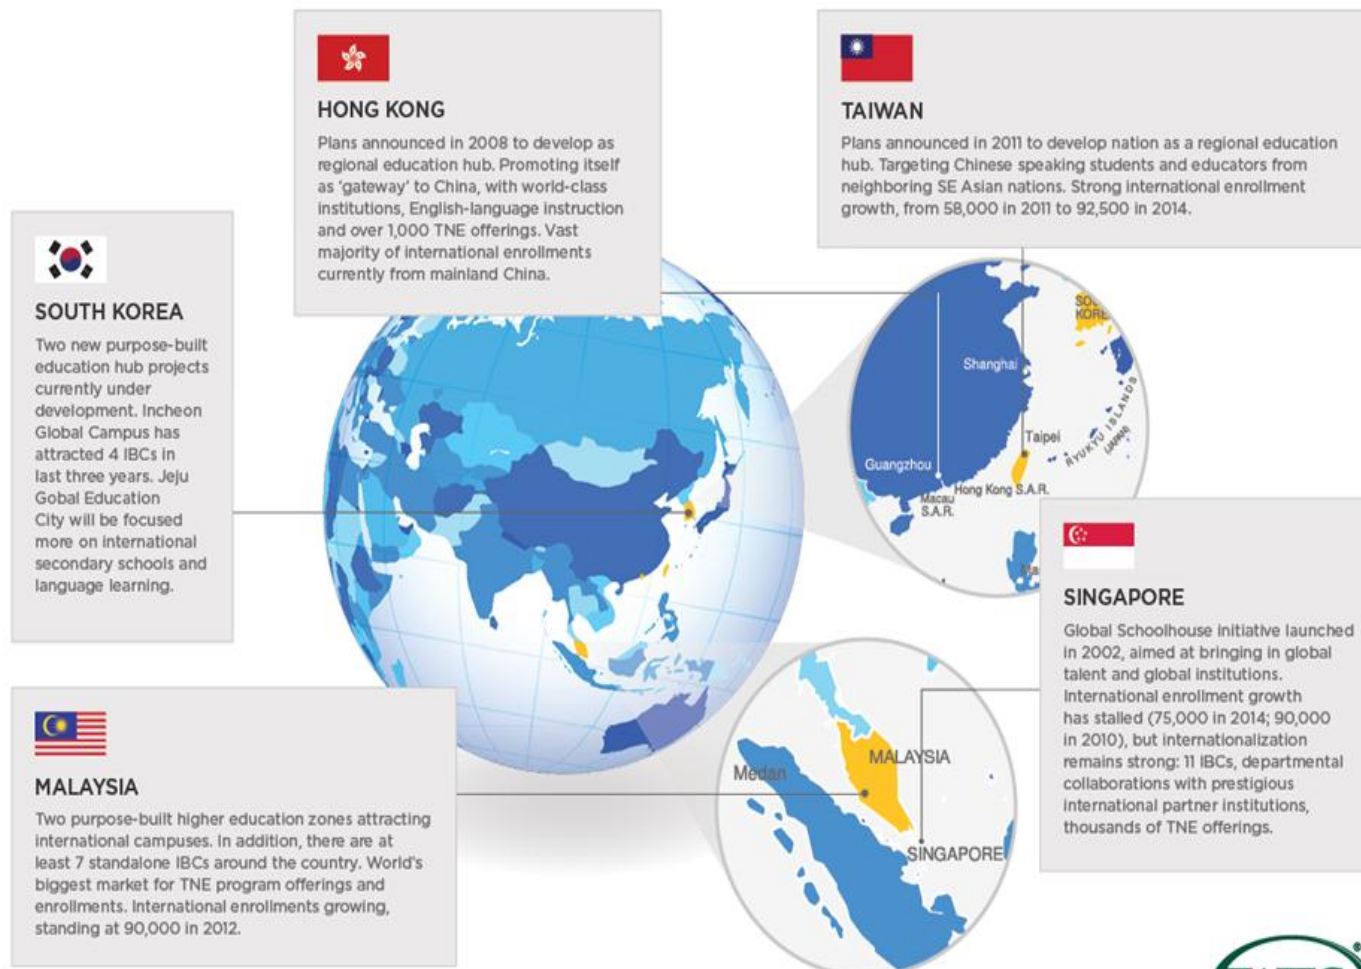 HONG KONG
Plans announced in 2008 to develop as
regional education hub. Promoting itself
as 'gateway' to China, with world-class
institutions, English-language instruction
and over 1,000 TNE offerings. Vast
majority of international enrollments
currently from mainland China.
TAIWAN
Plans announced in 2011 to develop nation as a regional education
hub. Targeting Chinese speaking students and educators from
neighboring SE Asian nations. Strong international enrollment
growth, from 58,000 in 2011 to 92,500 in 2014.
SOUTH KOREA
Two new purpose-built
education hub projects
currently under
development. Incheon
Global Campus has
attracted 4 IBCs in
last three years. Jeju
Gobal Education
City will be focused
more on international
secondary schools and
language learning.
SOU
KORE
Shanghai
Taipei
RYUKYU ISLANDS
(JAPAN)
Guangzhou
Hong Kong S.A.R.
Macau
S.A.R.
SINGAPORE
Global Schoolhouse initiative launched
in 2002, aimed at bringing in global
talent and global institutions.
International enrollment growth
has stalled (75,000 in 2014; 90,000
in 2010), but internationalization
remains strong: 11 IBCs, departmental
collaborations with prestigious
international partner institutions,
thousands of TNE offerings.
MALAYSIA
Two purpose-built higher education zones attracting
international campuses. In addition, there are at
least 7 standalone IBCs around the country. World's
biggest market for TNE program offerings and
enrollments. International enrollments growing,
standing at 90,000 in 2012.
Medan
MALAYSIA
SINGAPORE